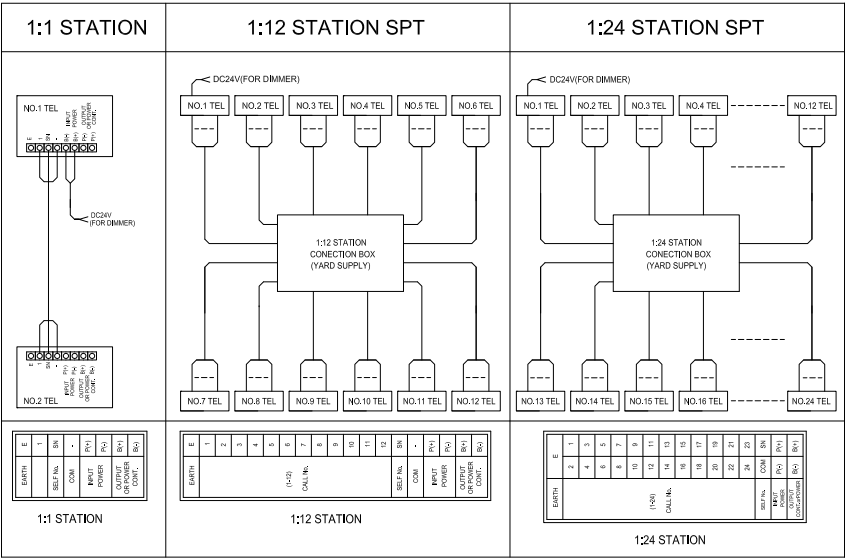 1:1 STATION
1:12 STATION SPT
1:24 STATION SPT
NO.1 TEL
INPUT
POWER
OUTPUT
OR POWER
CONT.
E
1
SN
-
B(-)
B(+)
P(-)
P(+)
DC24V
(FOR DIMMER)
E
1
SN
-
P(+)
P(-)
B(+)
B(-)
INPUT
POWER
OUTPUT
OR POWER
CONT.
NO.2 TEL
DC24V(FOR DIMMER)
NO.1 TEL
NO.2 TEL
NO.3 TEL
NO.4 TEL
NO.5 TEL
NO.6 TEL
1:12 STATION
CONECTION BOX
(YARD SUPPLY)
NO.7 TEL
NO.8 TEL
NO.9 TEL
NO.10 TEL
NO.11 TEL
NO.12 TEL
DC24V(FOR DIMMER)
NO.1 TEL
NO.2 TEL
NO.3 TEL
NO.4 TEL
NO.12 TEL
1:24 STATION
CONECTION BOX
(YARD SUPPLY)
NO.13 TEL
NO.14 TEL
NO.15 TEL
NO.16 TEL
NO.24 TEL
E 1 SN - P(+) P(-) B(+) B(-)
EARTH
SELF No.
COM
INPUT
POWER
OUTPUT
OR POWER
CONT.
1:1 STATION
E 1 2 3 4 5 6 7 8 9 10 11 12 SN - P(+) P(-) B(+) B(-)
EARTH
(1-12)
CALL No.
SELF No.
COM
INPUT
POWER
OUTPUT
OR POWER
CONT.
1:12 STATION
E 1 3 5 7 9 11 13 15 17 19 21 23 SN P(+) B(+)
2 4 6 8 10 12 14 16 18 20 22 24 COM P(-) B(-)
EARTH
(1-24)
CALL No.
SELF No.
INPUT
POWER
OUTPUT
CONT.orPOWER
1:24 STATION